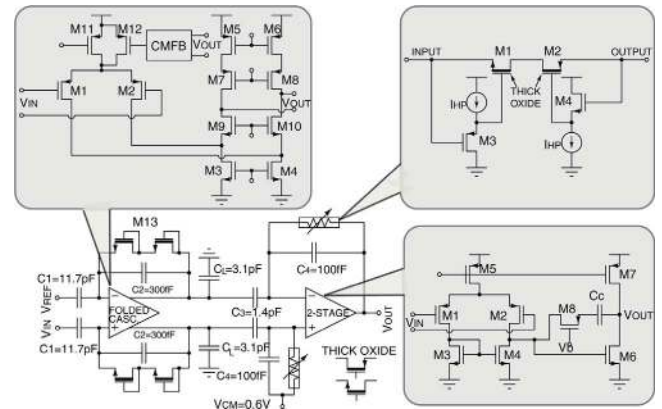 M11
M12
CMFB
VOUT
M5
M6
M1
M2
M7
M8
VIN
VOUT
M9
M10
M3
M4
INPUT
M1
M2
OUTPUT
THICK
OXIDE
IHP
M4
M3
IHP
M13
C1=11.7pF
C2=300fF
CL=3.1pF
C4=100fF
VREF
FOLDED
CASC
C3=1.4pF
2-STAGE
VOUT
VIN
C2=300fF
C1=11.7pF
CL=3.1pF
C4=100fF
THICK OXIDE
VCM=0.6V
M5
M7
M1
M2
M8
Cc
VOUT
VIN
M3
M4
Vb
M6